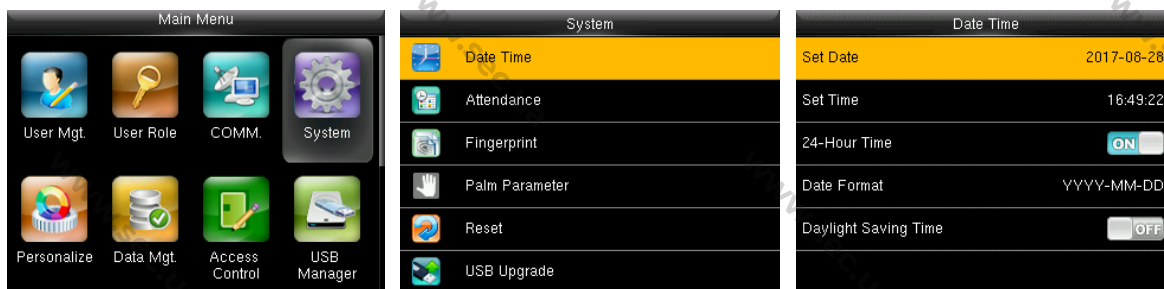 Main Menu
User Mgt.
User Role
COMM.
System
Personalize
Data Mgt.
Access
Control
USB
Manager
System
Date Time
Attendance
Fingerprint
Palm Parameter
Reset
USB Upgrade
Date Time
Set Date 2017-08-28
Set Time 16:49:22
24-Hour Time ON
Date Format YYYY-MM-DD
Daylight Saving Time OFF